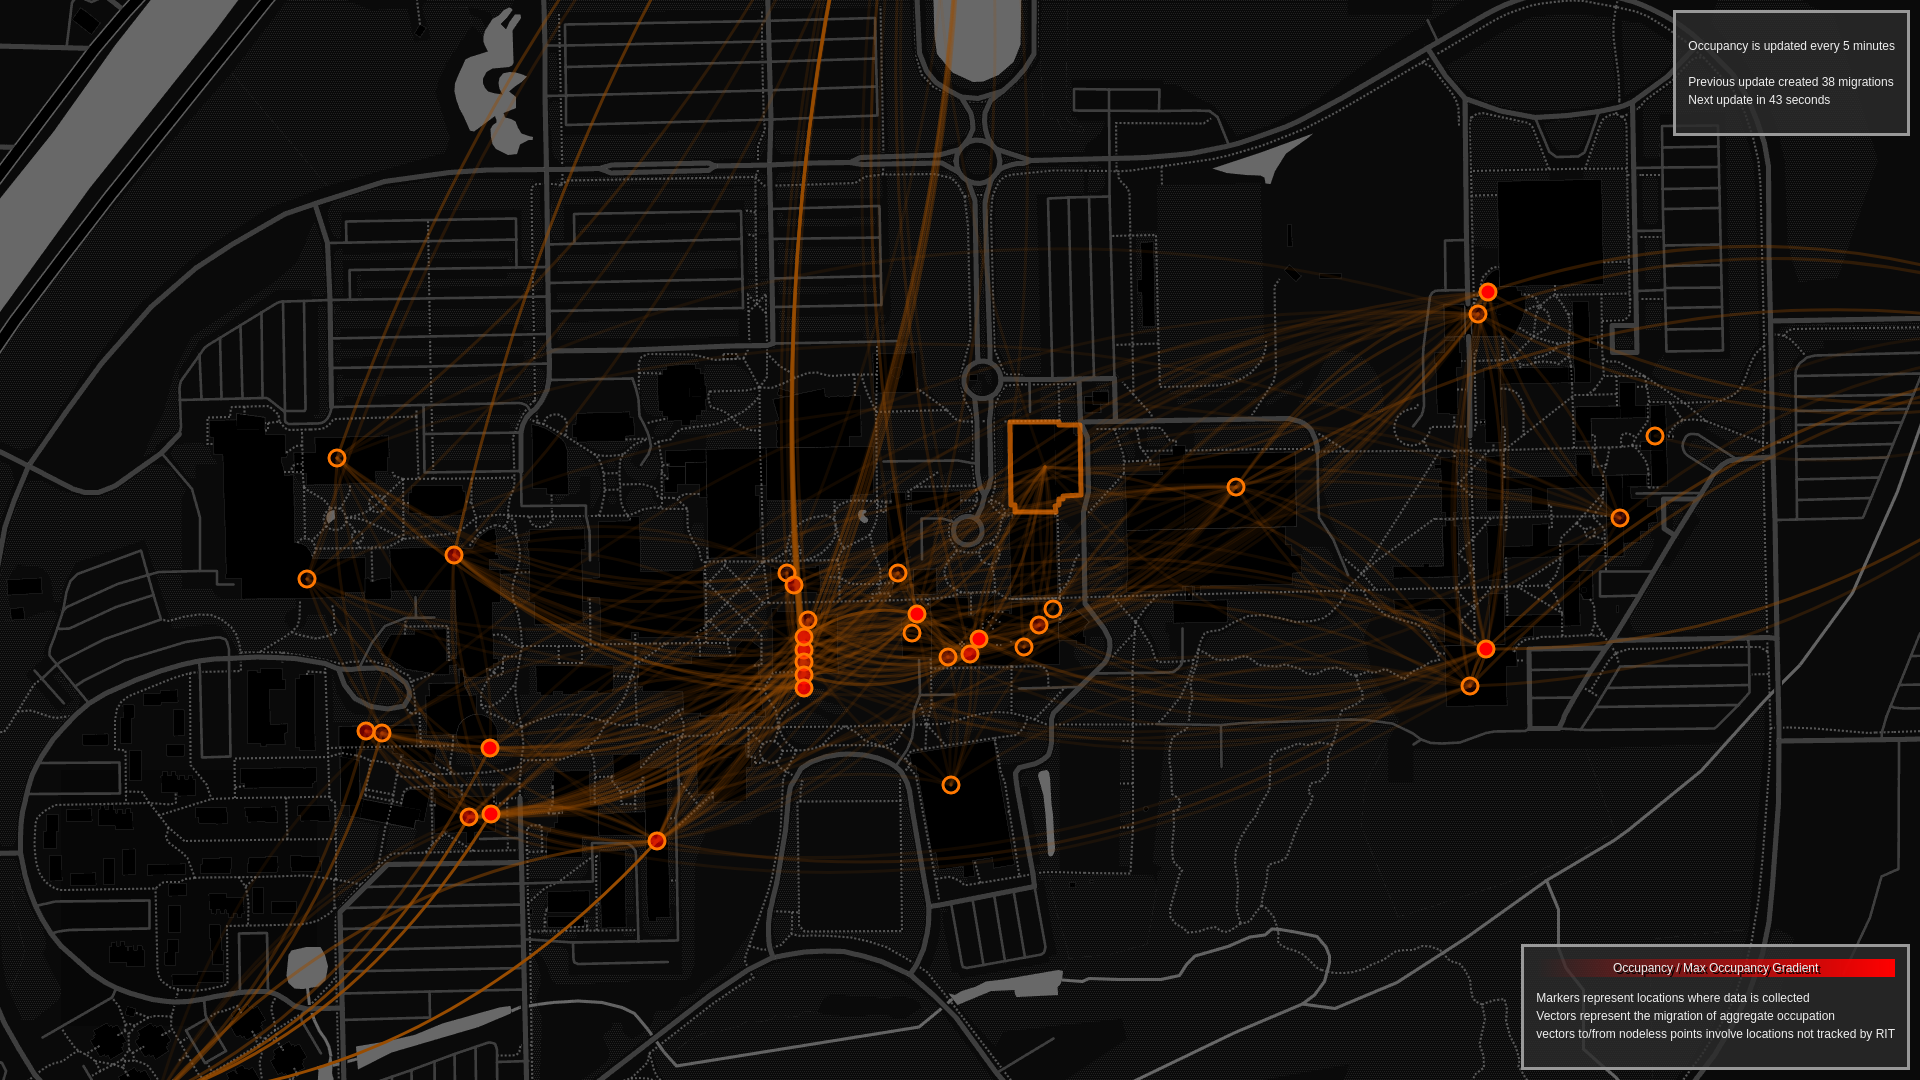 Occupancy is updated every 5 minutes
Previous update created 38 migrations
Next update in 43 seconds
Occupancy / Max Occupancy Gradient
Markers represent locations where data is collected
Vectors represent the migration of aggregate occupation
vectors to/from nodeless points involve locations not tracked by RIT